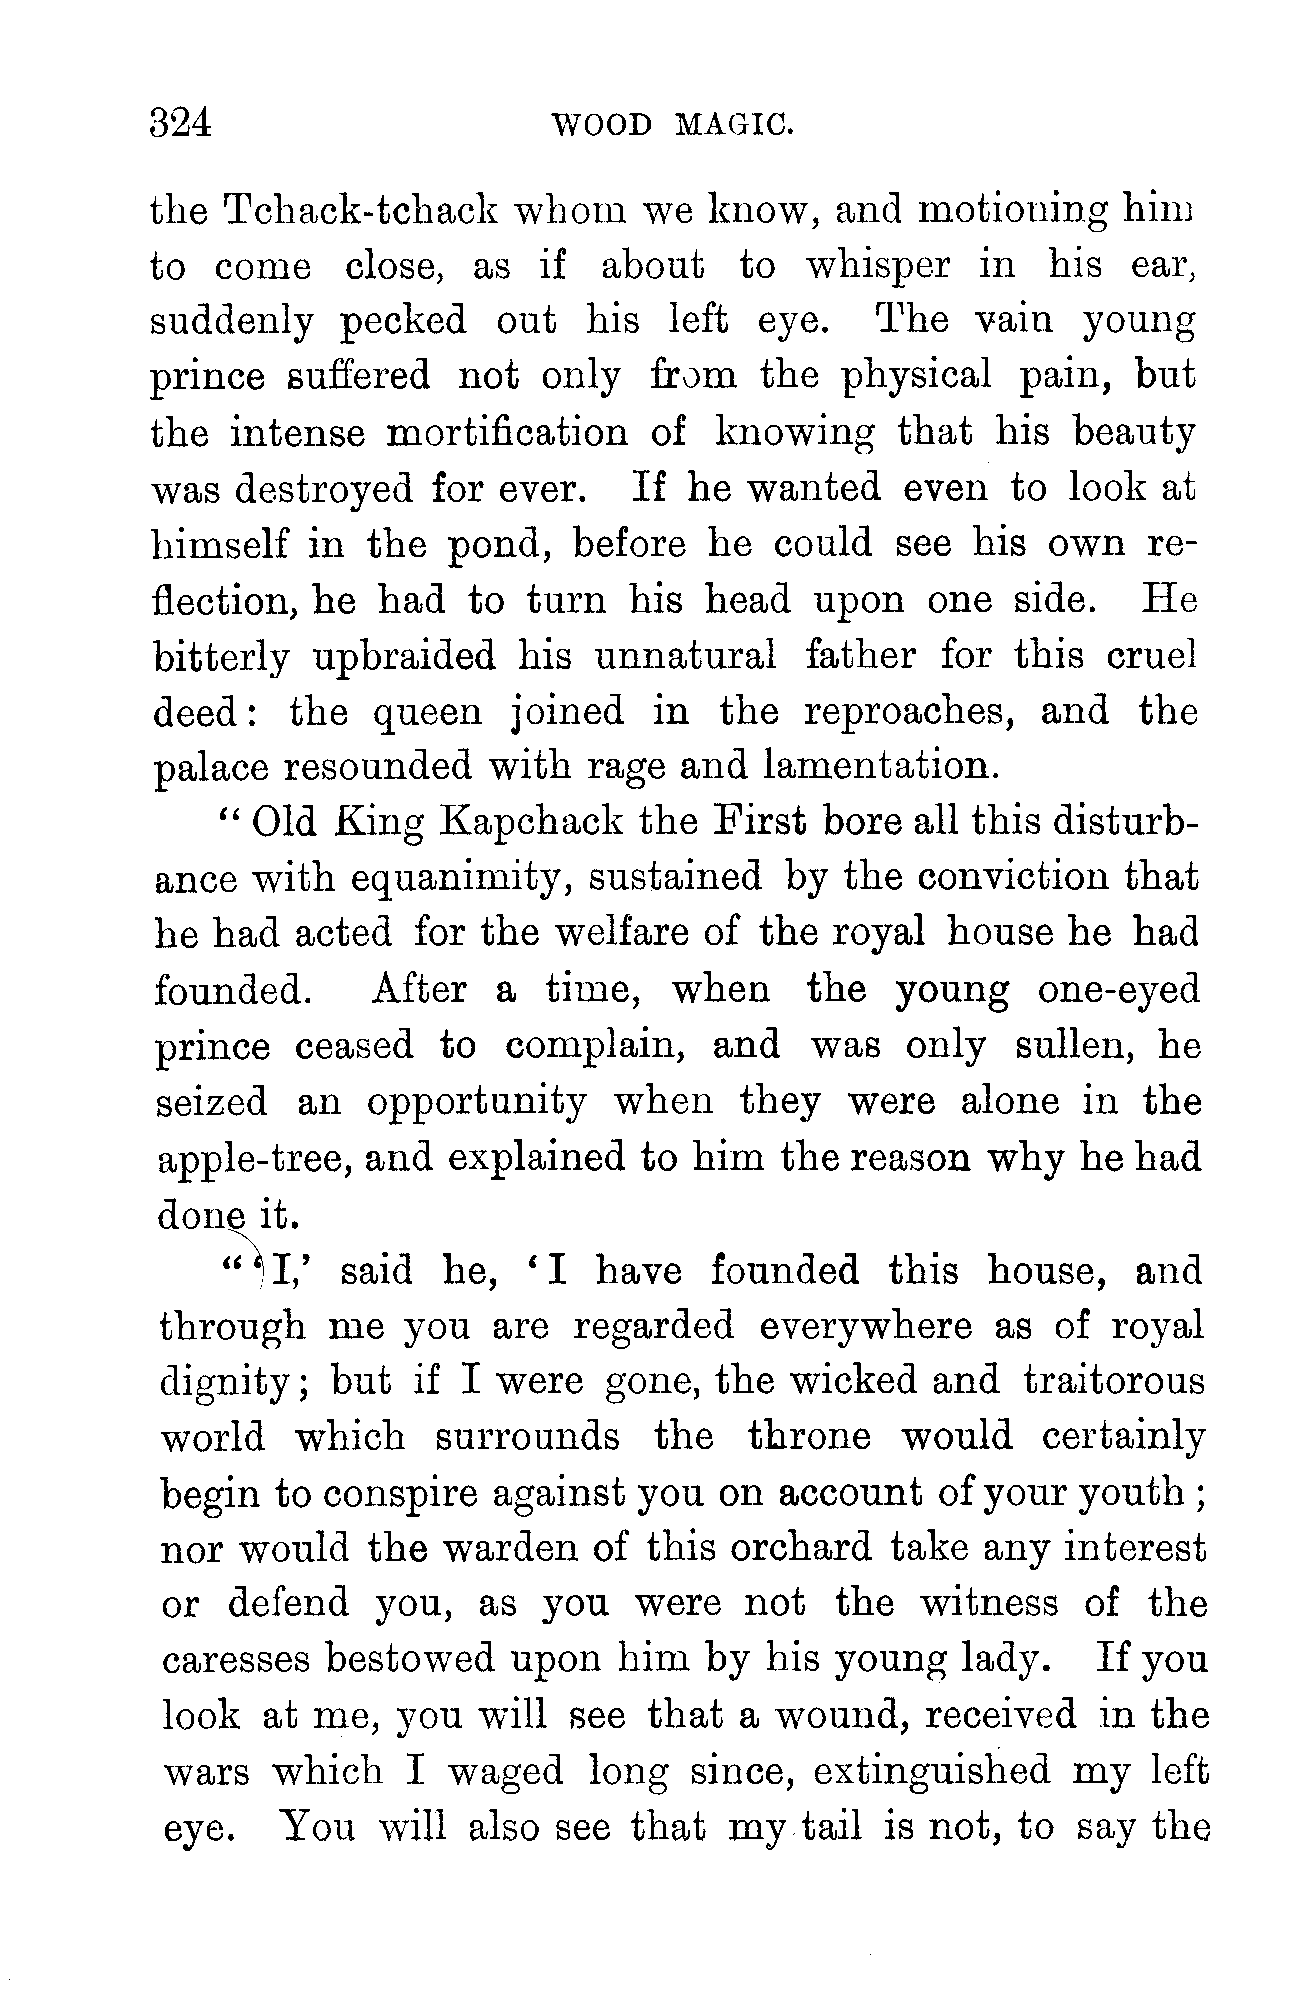 324 WOOD MAGIC.
the Tchack-tchack whom we know, and motioning him
to come close, as if about to whisper in his ear,
suddenly pecked out his left eye. The vain young
prince suffered not only from the physical pain, but
the intense mortification of knowing that his beauty
was destroyed for ever. If he wanted even to look at
himself in the pond, before he could see his own re-
flection, he had to turn his head upon one side. He
bitterly upbraided his unnatural father for this cruel
deed: the queen joined in the reproaches, and the
palace resounded with rage and lamentation.
“Old King Kapchack the First bore all this disturb-
ance with equanimity, sustained by the conviction that
he had acted for the welfare of the royal house he had
founded. After a time, when the young one-eyed
prince ceased to complain, and was only sullen, he
seized an opportunity when they were alone in the
apple-tree, and explained to him the reason why he had
done it.
“‘I,’ said he, ‘I have founded this house, and
through me you are regarded everywhere as of royal
dignity; but if I were gone, the wicked and traitorous
world which surrounds the throne would certainly
begin to conspire against you on account of your youth;
nor would the warden of this orchard take any interest
or defend you, as you were not the witness of the
caresses bestowed upon him by his young lady. If you
look at me, you will see that a wound, received in the
wars which I waged long since, extinguished my left
eye. You will also see that my tail is not, to say the